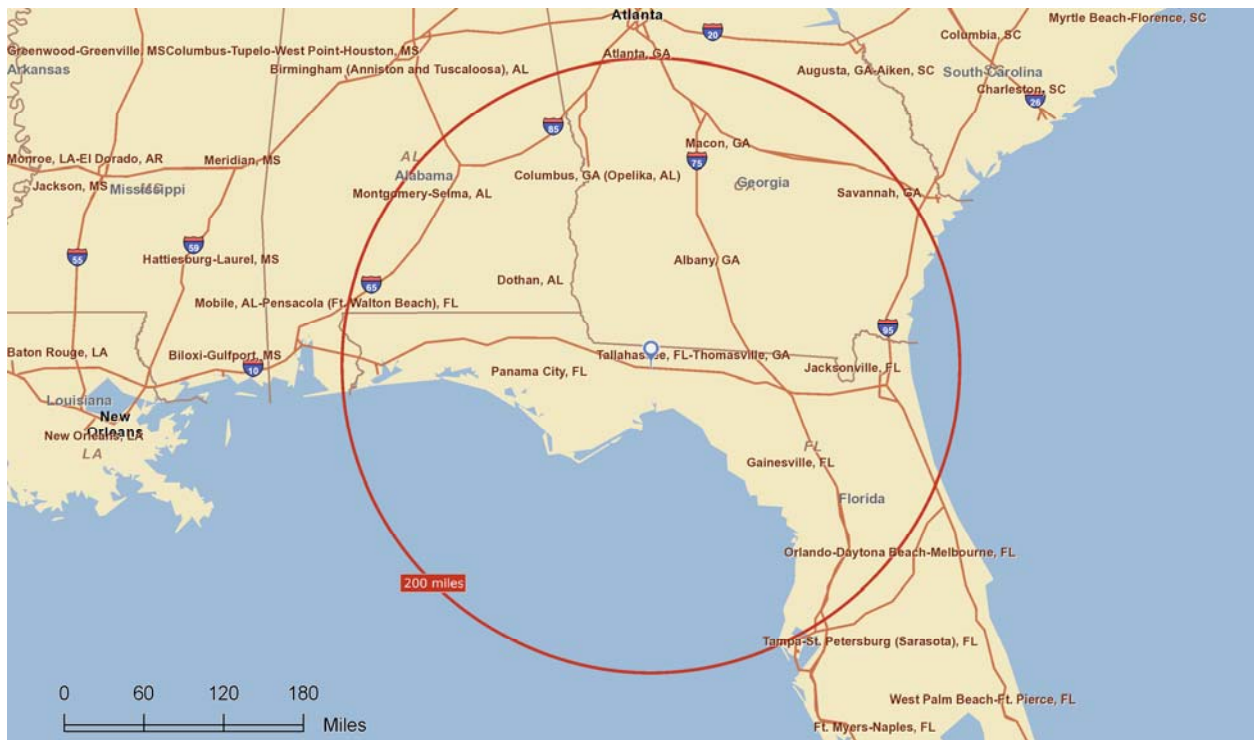 Atlanta
Myrtle Beach-Florence, SC
20
Columbia, SC
Greenwood-Greenville, MS
Columbus-Tupelo-West Point-Houston, MS
Atlanta, GA
Arkansas
Birmingham (Anniston and Tuscaloosa), AL
Augusta, GA-Aiken, SC
South Carolina
Charleston, SC
26
85
Macon, GA
AL
Monroe, LA-El Dorado, AR
Meridian, MS
75
Columbus, GA (Opelika, AL)
Alabama
Georgia
GA
Jackson, MS
Mississippi
MS
Montgomery-Selma, AL
Savannah, GA
59
55
Hattiesburg-Laurel, MS
Albany, GA
Dothan, AL
65
Mobile, AL-Pensacola (Ft. Walton Beach), FL
95
Baton Rouge, LA
Biloxi-Gulfport, MS
Tallahassee, FL-Thomasville, GA
10
Panama City, FL
Jacksonville, FL
Louisiana
New
Orleans
New Orleans, LA
LA
FL
Gainesville, FL
Florida
Orlando-Daytona Beach-Melbourne, FL
200 miles
Tampa-St. Petersburg (Sarasota), FL
0 60 120 180
Miles
West Palm Beach-Ft. Pierce, FL
Ft. Myers-Naples, FL